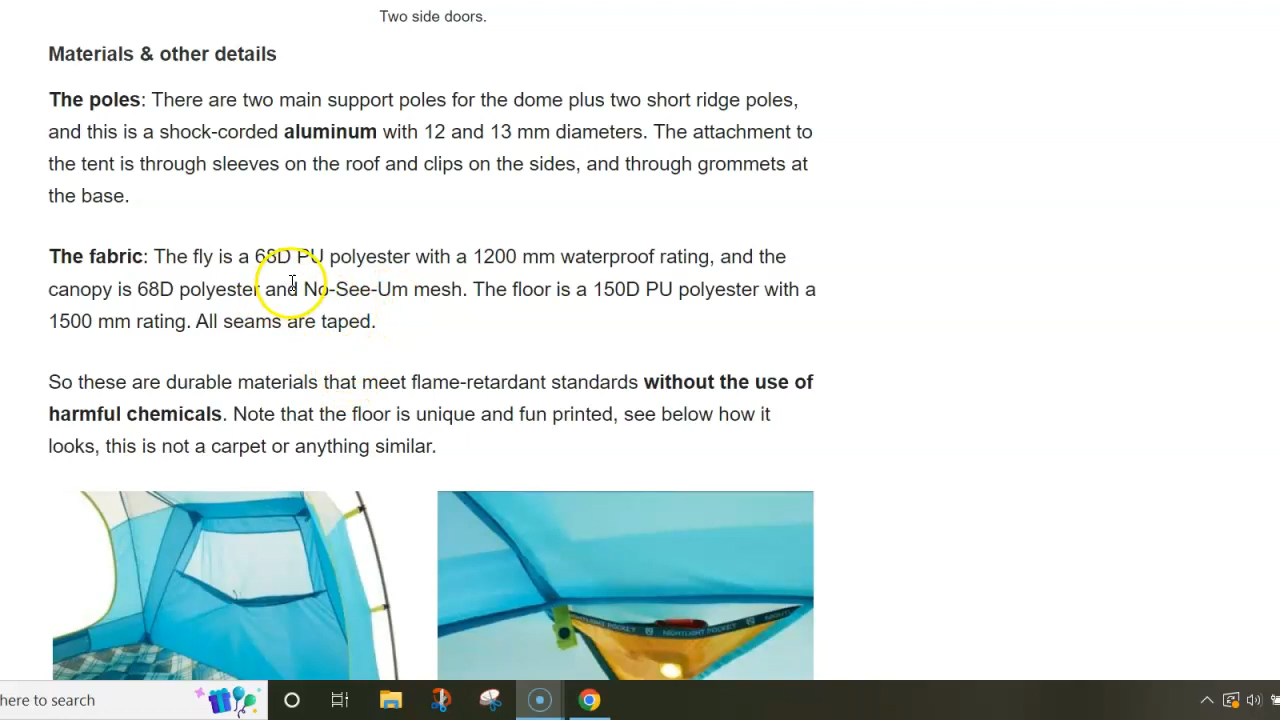 Two side doors.
Materials & other details
The poles: There are two main support poles for the dome plus two short ridge poles,
and this is a shock-corded aluminum with 12 and 13 mm diameters. The attachment to
the tent is through sleeves on the roof and clips on the sides, and through grommets at
the base.
The fabric: The fly is a 68D PU polyester with a 1200 mm waterproof rating, and the
canopy is 68D polyester and No-See-Um mesh. The floor is a 150D PU polyester with a
1500 mm rating. All seams are taped.
So these are durable materials that meet flame-retardant standards without the use of
harmful chemicals. Note that the floor is unique and fun printed, see below how it
looks, this is not a carpet or anything similar.
NIGHTLIGHT POCKET NIGHTLIGHT POCKET
here to search